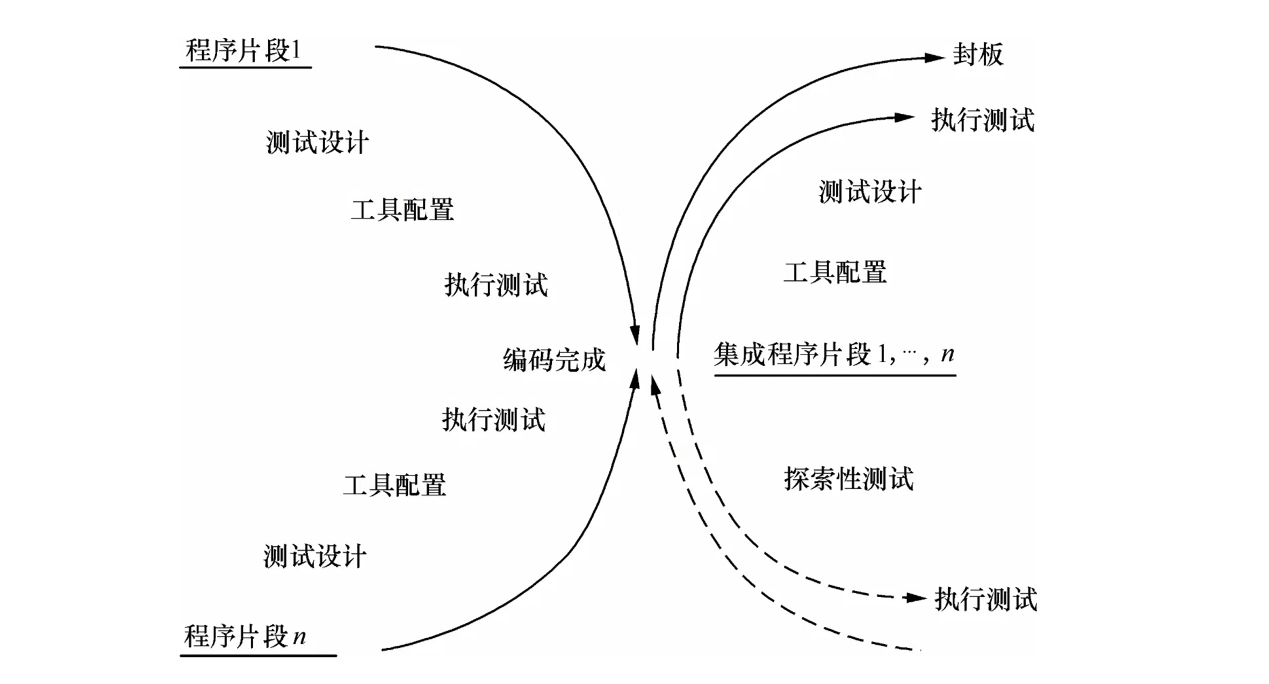 程序片段1
测试设计
工具配置
执行测试
编码完成
执行测试
工具配置
测试设计
程序片段 n
封板
执行测试
测试设计
工具配置
集成程序片段 1, …, n
探索性测试
执行测试